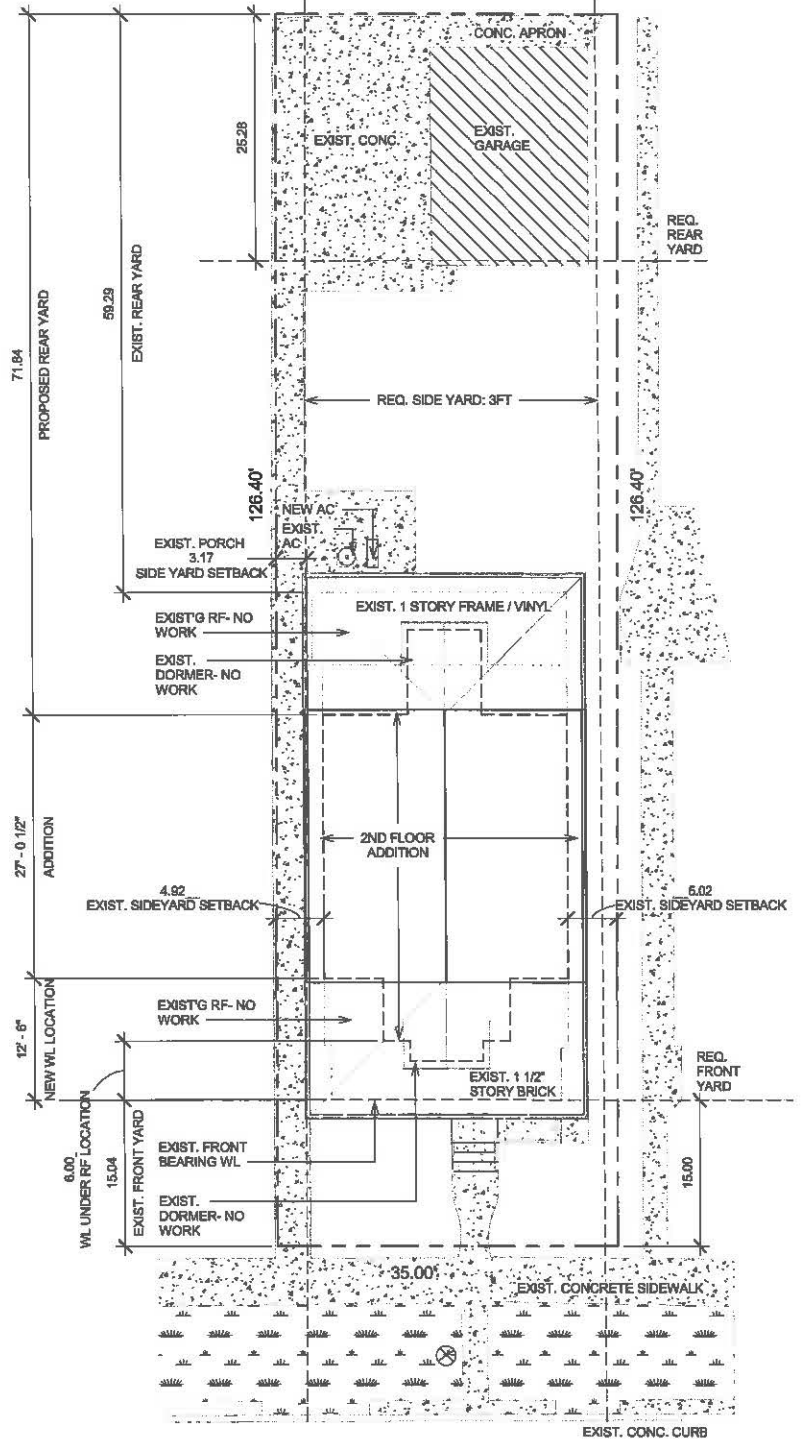 CONC. APRON
25.28
EXIST. CONC.
EXIST.
GARAGE
REQ.
REAR
YARD
59.29
EXIST. REAR YARD
71.84
PROPOSED REAR YARD
REQ. SIDE YARD: 3FT
126.40'
126.40'
NEW AC
EXIST.
AC
EXIST. PORCH
3.17
SIDE YARD SETBACK
EXIST. 1 STORY FRAME / VINYL
EXIST'G RF- NO
WORK
EXIST.
DORMER- NO
WORK
27' - 0 1/2"
ADDITION
2ND FLOOR
ADDITION
4.92
EXIST. SIDEYARD SETBACK
5.02
EXIST. SIDEYARD SETBACK
12' - 6"
NEW WL LOCATION
EXIST'G RF- NO
WORK
EXIST. 1 1/2"
STORY BRICK
REQ.
FRONT
YARD
6.00
WL UNDER RF LOCATION
15.04
EXIST. FRONT YARD
EXIST. FRONT
BEARING WL
EXIST.
DORMER- NO
WORK
15.00
35.00'
EXIST. CONCRETE SIDEWALK
EXIST. CONC. CURB